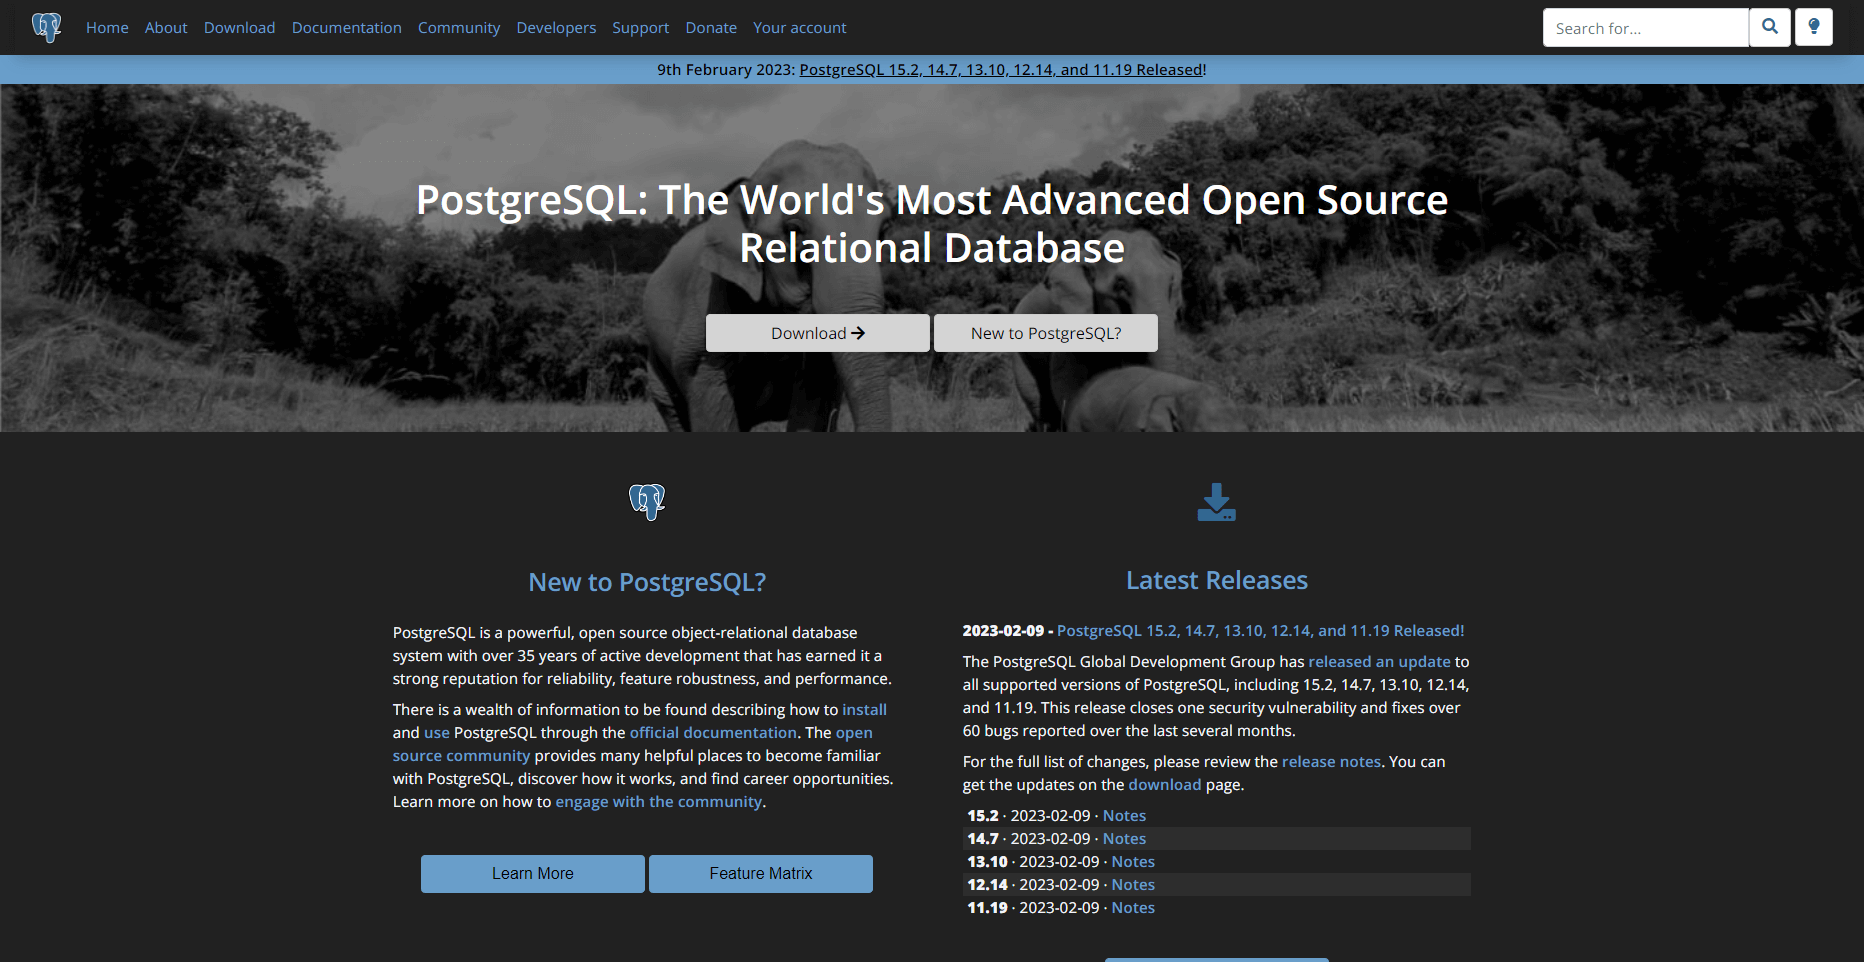 Home About Download Documentation Community Developers Support Donate Your account
Search for...
9th February 2023: PostgreSQL 15.2, 14.7, 13.10, 12.14, and 11.19 Released!
PostgreSQL: The World's Most Advanced Open Source
Relational Database
Download
New to PostgreSQL?
New to PostgreSQL?
PostgreSQL is a powerful, open source object-relational database
system with over 35 years of active development that has earned it a
strong reputation for reliability, feature robustness, and performance.
There is a wealth of information to be found describing how to install
and use PostgreSQL through the official documentation. The open
source community provides many helpful places to become familiar
with PostgreSQL, discover how it works, and find career opportunities.
Learn more on how to engage with the community.
Learn More
Feature Matrix
Latest Releases
2023-02-09 - PostgreSQL 15.2, 14.7, 13.10, 12.14, and 11.19 Released!
The PostgreSQL Global Development Group has released an update to
all supported versions of PostgreSQL, including 15.2, 14.7, 13.10, 12.14,
and 11.19. This release closes one security vulnerability and fixes over
60 bugs reported over the last several months.
For the full list of changes, please review the release notes. You can
get the updates on the download page.
15.2 · 2023-02-09 · Notes
14.7 · 2023-02-09 · Notes
13.10 · 2023-02-09 · Notes
12.14 · 2023-02-09 · Notes
11.19 · 2023-02-09 · Notes